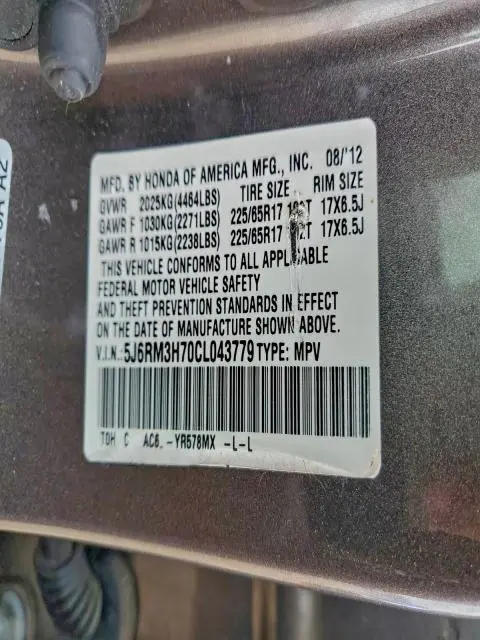 MFD. BY HONDA OF AMERICA MFG., INC. 08/'12
GVWR 2025KG(4464LBS) TIRE SIZE RIM SIZE
GAWR F 1030KG(2271LBS) 225/65R17 17X6.5J
GAWR R 1015KG(2238LBS) 225/65R17 17X6.5J
THIS VEHICLE CONFORMS TO ALL APPLICABLE
FEDERAL MOTOR VEHICLE SAFETY
AND THEFT PREVENTION STANDARDS IN EFFECT
ON THE DATE OF MANUFACTURE SHOWN ABOVE.
V.I.N.:5J6RM3H70CL043779 TYPE: MPV
C -YR578MX -L-L